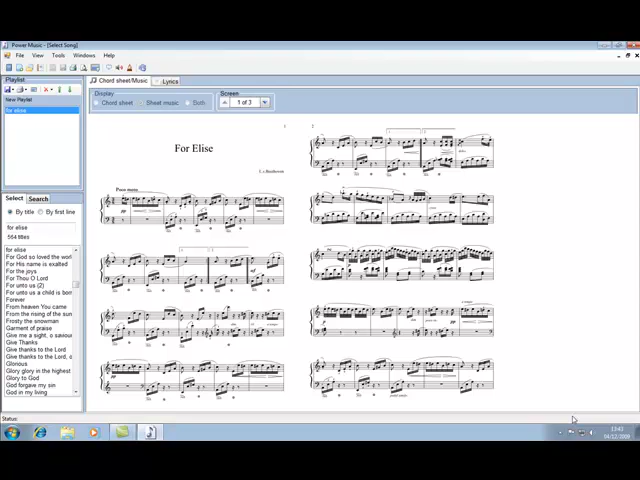 Power Music - [Select Song]
File View Tools Windows Help
Playlist
New Playlist
for elise
Select Search
By title By first line
for elise
564 titles
for elise
For God so loved the world
For His name is exalted
For the joys
For Thou O Lord
For unto us (2)
For unto us a child is born
Forever
From heaven You came
From the rising of the sun
Frosty the snowman
Garment of praise
Give me a sight, o saviour
Give Thanks
Give thanks to the Lord
Give thanks to the Lord, o
Glorious
Glory glory in the highest
Glory to God
God forgave my sin
God in my living
Chord sheet/Music Lyrics
Display
Chord sheet Sheet music Both
Screen
1 of 3
1
For Elise
L.v.Beethoven
Poco moto
pp
2
Status:
13:41
04/12/2009